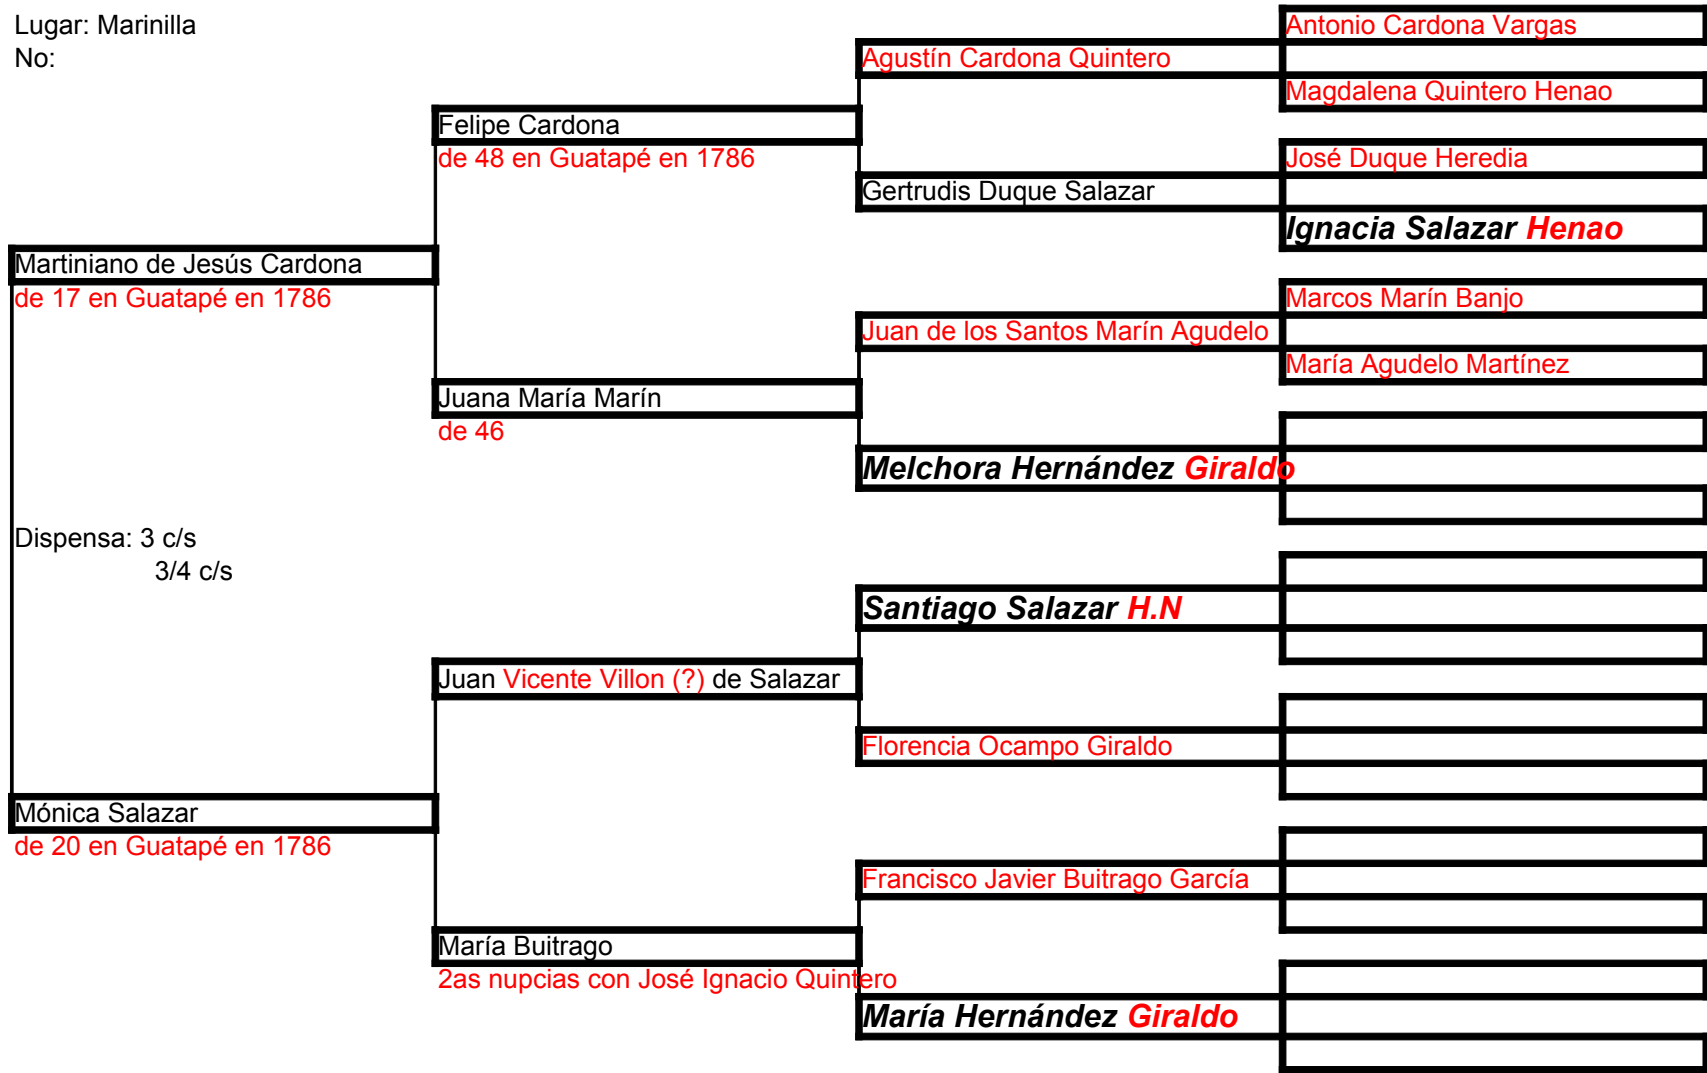 Lugar: Marinilla
No:
Antonio Cardona Vargas
Agustín Cardona Quintero
Magdalena Quintero Henao
Felipe Cardona
de 48 en Guatapé en 1786
José Duque Heredia
Gertrudis Duque Salazar
Ignacia Salazar Henao
Martiniano de Jesús Cardona
de 17 en Guatapé en 1786
Marcos Marín Banjo
Juan de los Santos Marín Agudelo
María Agudelo Martínez
Juana María Marín
de 46
Melchora Hernández Giraldo
Dispensa: 3 c/s
3/4 c/s
Santiago Salazar H.N
Juan Vicente Villon (?) de Salazar
Florencia Ocampo Giraldo
Mónica Salazar
de 20 en Guatapé en 1786
Francisco Javier Buitrago García
María Buitrago
2as nupcias con José Ignacio Quintero
María Hernández Giraldo